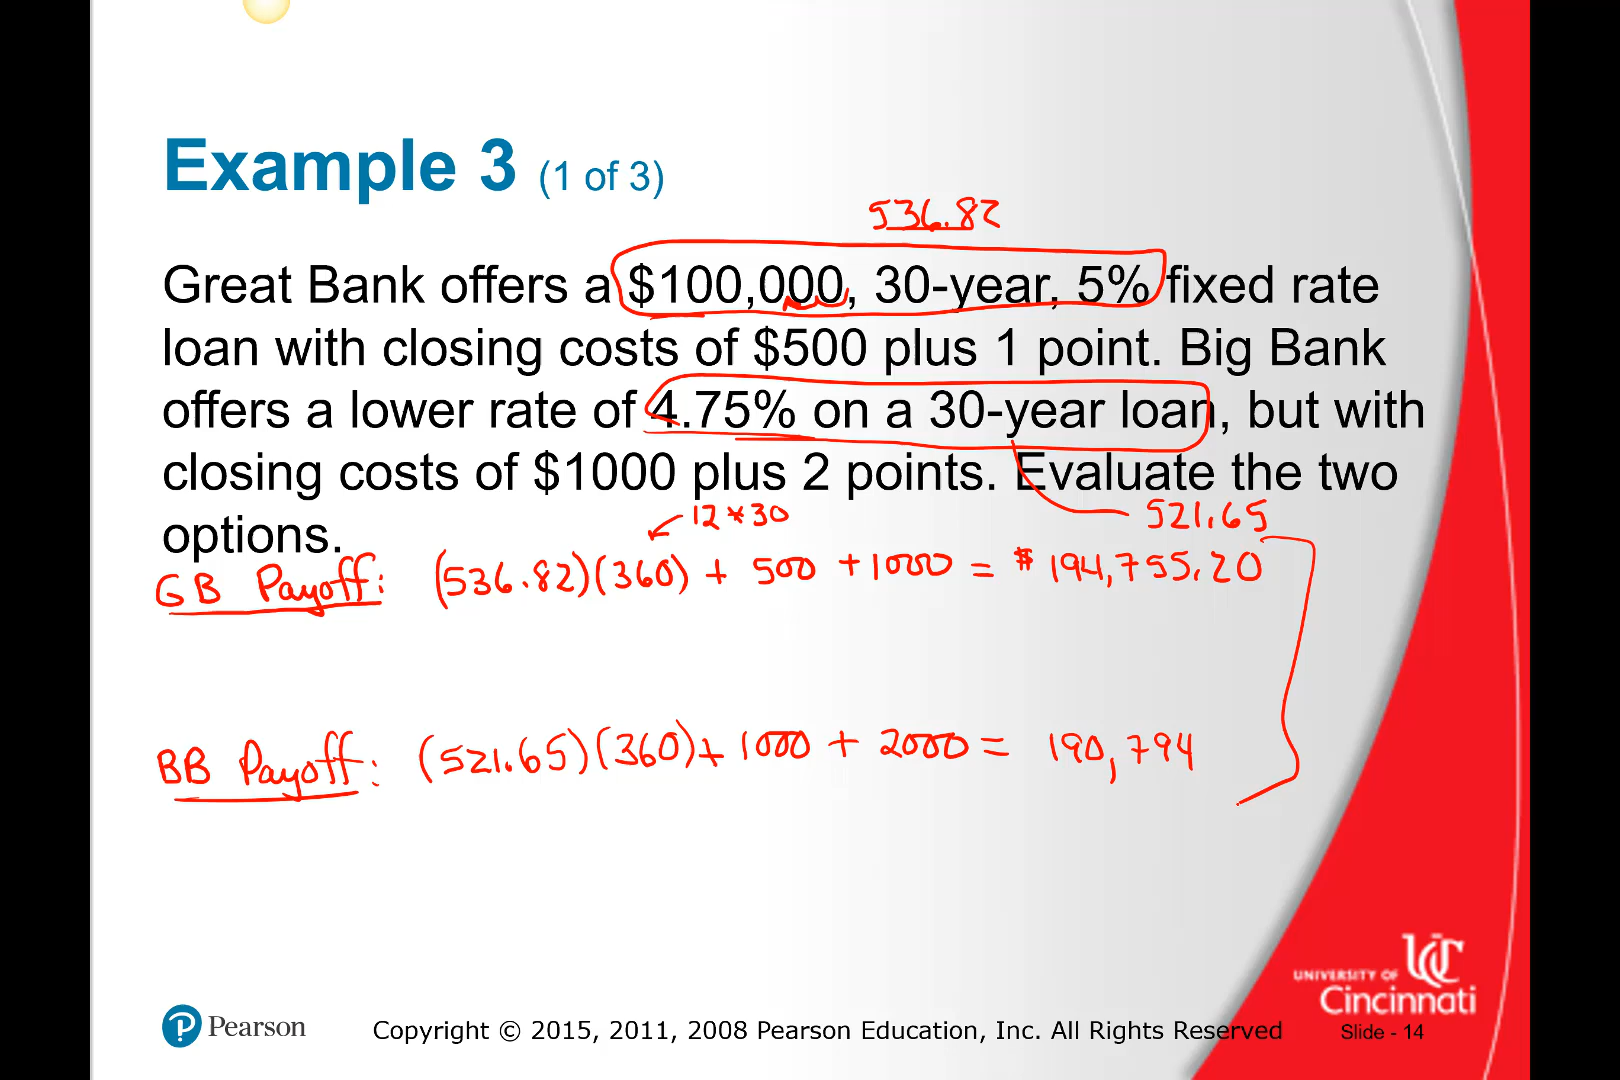 Example 3 (1 of 3)
536.82
Great Bank offers a $100,000, 30-year, 5% fixed rate
loan with closing costs of $500 plus 1 point. Big Bank
offers a lower rate of 4.75% on a 30-year loan, but with
closing costs of $1000 plus 2 points. Evaluate the two
options.
12 * 30
521.65
GB Payoff: (536.82)(360) + 500 + 1000 = $194,755.20
BB Payoff: (521.65)(360) + 1000 + 2000 = 190,794
UNIVERSITY OF
Cincinnati
UC
Pearson
Copyright © 2015, 2011, 2008 Pearson Education, Inc. All Rights Reserved
Slide - 14